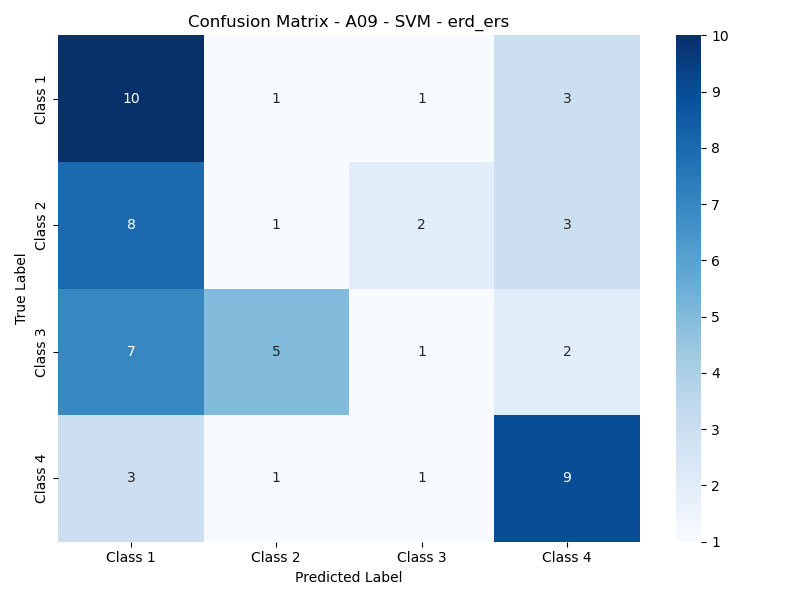 Confusion Matrix - A09 - SVM - erd_ers
True Label
Class 1
10
1
1
3
Class 2
8
1
2
3
Class 3
7
5
1
2
Class 4
3
1
1
9
Class 1
Class 2
Class 3
Class 4
Predicted Label
10
9
8
7
6
5
4
3
2
1